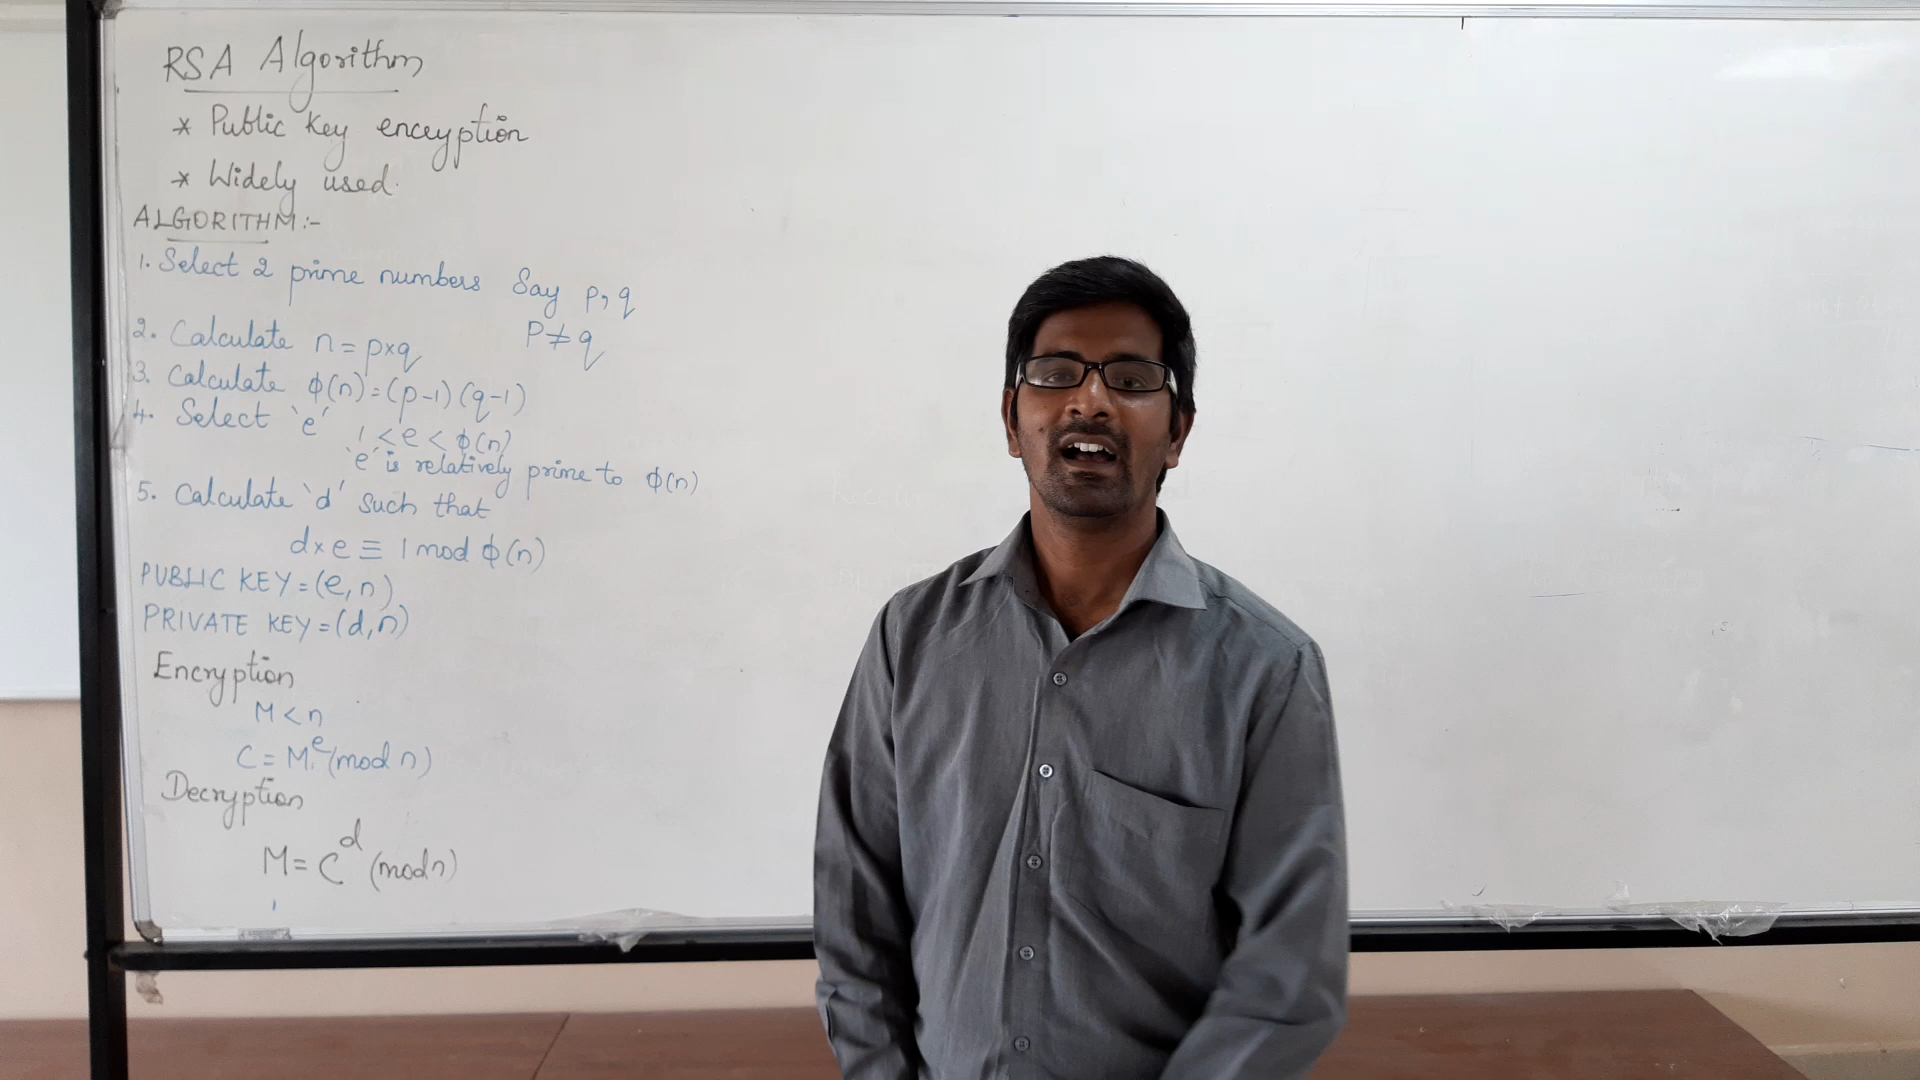 RSA Algorithm
* Public key encryption
* Widely used.
ALGORITHM:-
1. Select 2 prime numbers Say p, q
P ≠ q
2. Calculate n = p×q
3. Calculate ϕ(n) = (p-1) (q-1)
4. Select 'e' 1 < e < ϕ(n)
'e' is relatively prime to ϕ(n)
5. Calculate 'd' such that
d×e ≡ 1 mod ϕ(n)
PUBLIC KEY = (e, n)
PRIVATE KEY = (d, n)
Encryption
M < n
C = M^e (mod n)
Decryption
M = C^d (mod n)